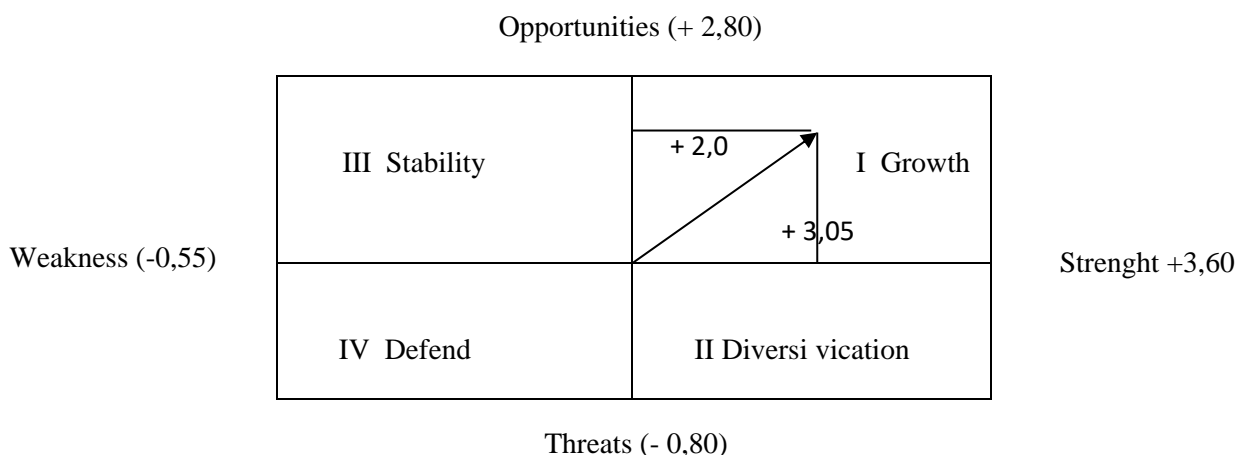 Opportunities (+ 2,80)
+ 2,0
III Stability
I Growth
+ 3,05
Weakness (-0,55)
Strenght +3,60
IV Defend
II Diversi vication
Threats (- 0,80)